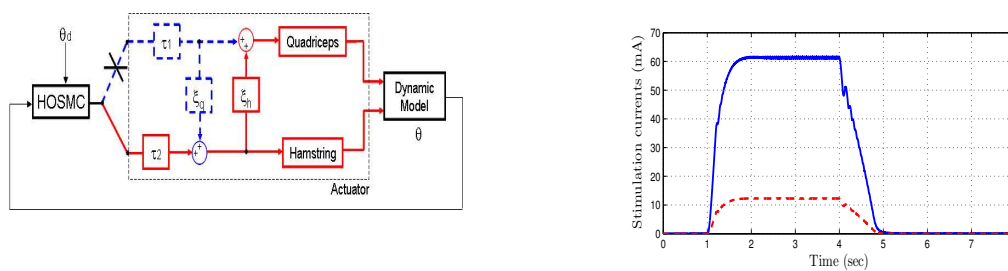 θd
HOSMC
τ1
ξq
ξh
τ2
+
+
+
+
Quadriceps
Hamstring
Actuator
Dynamic
Model
θ
Stimulation currents (mA)
70
60
50
40
30
20
10
0
0 1 2 3 4 5 6 7
Time (sec)